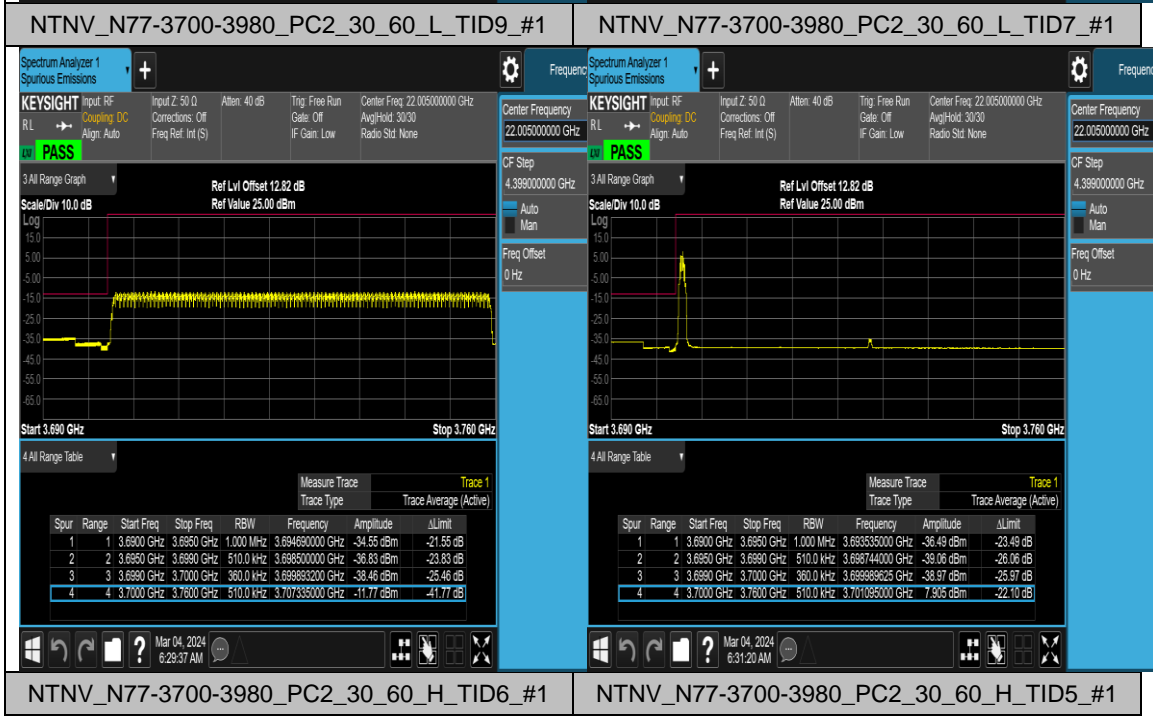 NTNV_N77-3700-3980_PC2_30_60_L_TID9_#1
NTNV_N77-3700-3980_PC2_30_60_L_TID7_#1
Spectrum Analyzer 1
Spurious Emissions
+
Frequenc
KEYSIGHT Input: RF
RL Coupling: DC
Align: Auto
Input Z: 50 Ω
Corrections: Off
Freq Ref: Int (S)
Atten: 40 dB
Trig: Free Run
Gate: Off
IF Gain: Low
Center Freq: 22.005000000 GHz
Avg|Hold: 30/30
Radio Std: None
PASS
Center Frequency
22.005000000 GHz
CF Step
4.399000000 GHz
Auto
Man
Freq Offset
0 Hz
3 All Range Graph
Ref Lvl Offset 12.82 dB
Scale/Div 10.0 dB
Ref Value 25.00 dBm
Log
15.0
5.00
-5.00
-15.0
-25.0
-35.0
-45.0
-55.0
-65.0
Start 3.690 GHz
Stop 3.760 GHz
4 All Range Table
Measure Trace Trace 1
Trace Type Trace Average (Active)
Spur Range Start Freq Stop Freq RBW Frequency Amplitude ΔLimit
1 1 3.6900 GHz 3.6950 GHz 1.000 MHz 3.694690000 GHz -34.55 dBm -21.55 dB
2 2 3.6950 GHz 3.6990 GHz 510.0 kHz 3.698500000 GHz -36.83 dBm -23.83 dB
3 3 3.6990 GHz 3.7000 GHz 360.0 kHz 3.699893200 GHz -38.46 dBm -25.46 dB
4 4 3.7000 GHz 3.7600 GHz 510.0 kHz 3.707335000 GHz -11.77 dBm -41.77 dB
?
Mar 04, 2024
6:29:37 AM
Spectrum Analyzer 1
Spurious Emissions
+
Frequenc
KEYSIGHT Input: RF
RL Coupling: DC
Align: Auto
Input Z: 50 Ω
Corrections: Off
Freq Ref: Int (S)
Atten: 40 dB
Trig: Free Run
Gate: Off
IF Gain: Low
Center Freq: 22.005000000 GHz
Avg|Hold: 30/30
Radio Std: None
PASS
Center Frequency
22.005000000 GHz
CF Step
4.399000000 GHz
Auto
Man
Freq Offset
0 Hz
3 All Range Graph
Ref Lvl Offset 12.82 dB
Scale/Div 10.0 dB
Ref Value 25.00 dBm
Log
15.0
5.00
-5.00
-15.0
-25.0
-35.0
-45.0
-55.0
-65.0
Start 3.690 GHz
Stop 3.760 GHz
4 All Range Table
Measure Trace Trace 1
Trace Type Trace Average (Active)
Spur Range Start Freq Stop Freq RBW Frequency Amplitude ΔLimit
1 1 3.6900 GHz 3.6950 GHz 1.000 MHz 3.693535000 GHz -36.49 dBm -23.49 dB
2 2 3.6950 GHz 3.6990 GHz 510.0 kHz 3.698744000 GHz -39.06 dBm -26.06 dB
3 3 3.6990 GHz 3.7000 GHz 360.0 kHz 3.699989625 GHz -38.97 dBm -25.97 dB
4 4 3.7000 GHz 3.7600 GHz 510.0 kHz 3.701095000 GHz 7.905 dBm -22.10 dB
?
Mar 04, 2024
6:31:20 AM
NTNV_N77-3700-3980_PC2_30_60_H_TID6_#1
NTNV_N77-3700-3980_PC2_30_60_H_TID5_#1